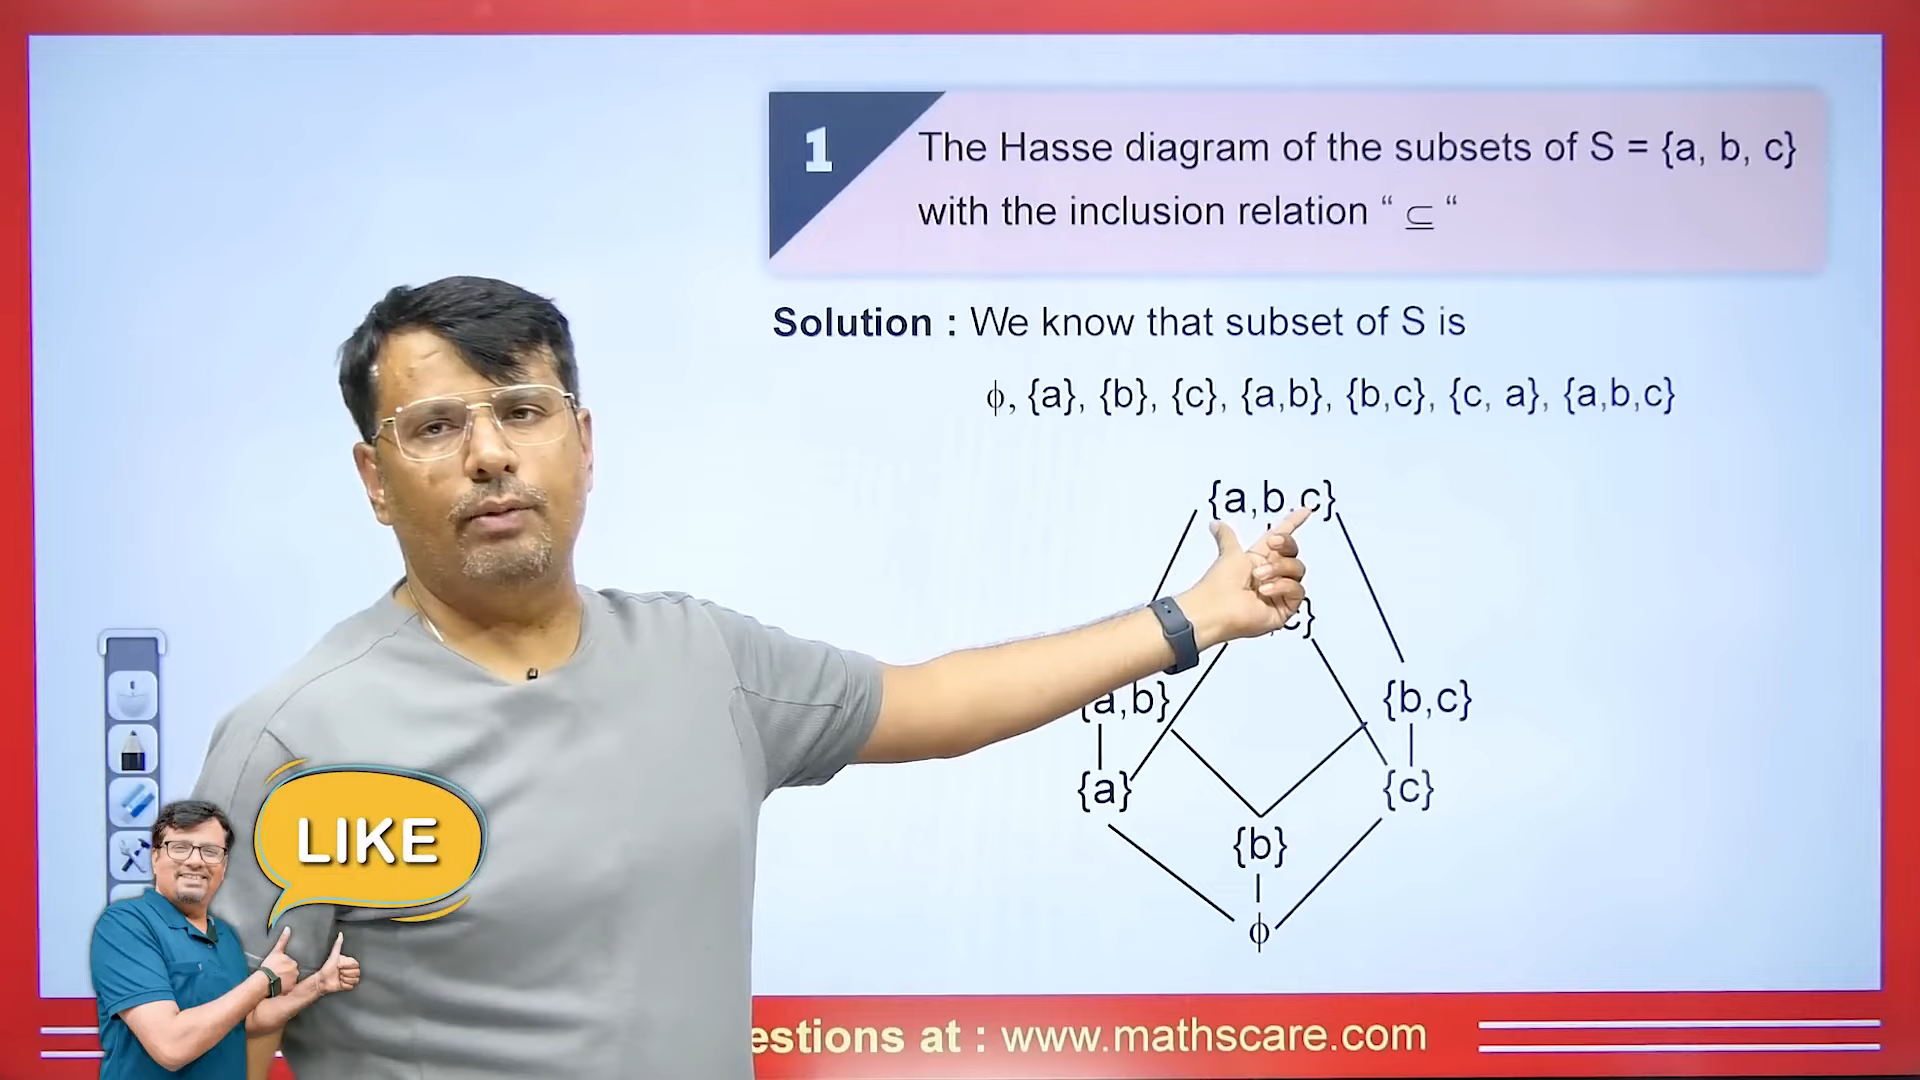 1
The Hasse diagram of the subsets of S = {a, b, c}
with the inclusion relation “ ⊆ “
Solution : We know that subset of S is
ϕ, {a}, {b}, {c}, {a,b}, {b,c}, {c, a}, {a,b,c}
{a,b,c}
c}
{a,b} {b,c}
{a} {c}
{b}
ϕ
LIKE
at : www.mathscare.com